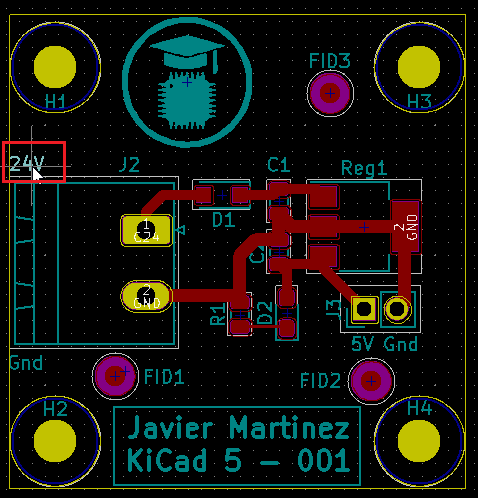 H1
FID3
H3
24V
J2
C1
Reg1
D1
1
C24
2
GND
C2
2
GND
R1
D2
J3
5V Gnd
Gnd
FID1
FID2
H2
H4
Javier Martinez
KiCad 5 - 001